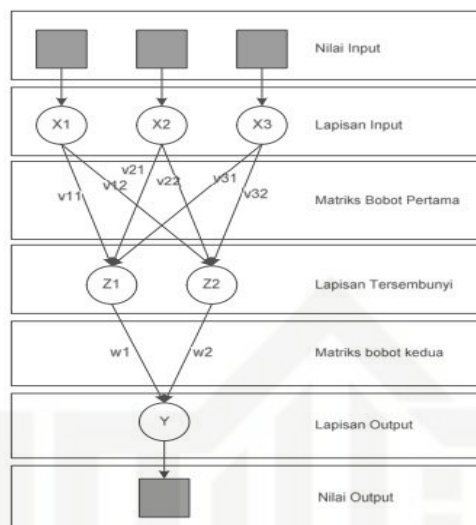 Nilai Input
X1 X2 X3 Lapisan Input
v11 v12 v21 v22 v31 v32 Matriks Bobot Pertama
Z1 Z2 Lapisan Tersembunyi
w1 w2 Matriks bobot kedua
Y Lapisan Output
Nilai Output